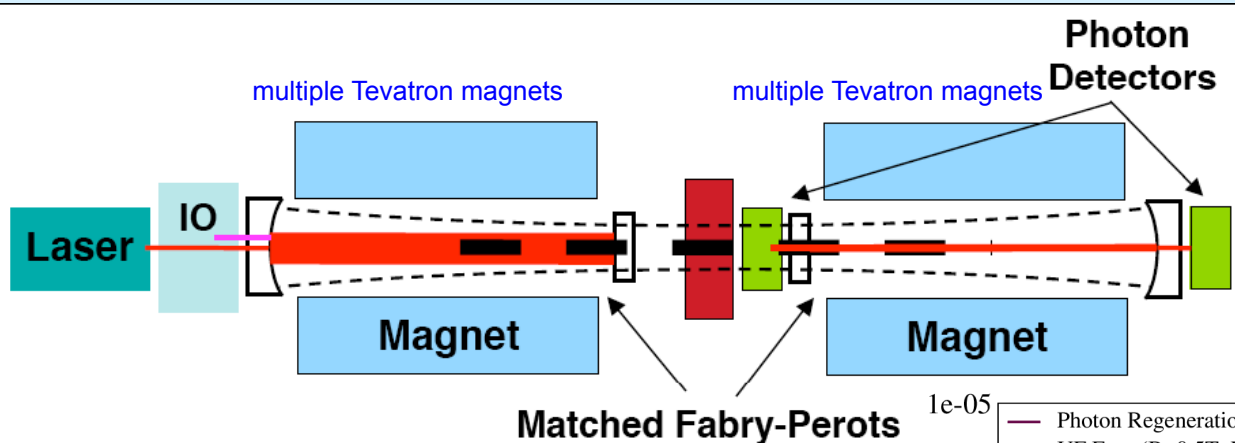 Photon
Detectors
multiple Tevatron magnets
multiple Tevatron magnets
IO
Laser
Magnet
Magnet
Matched Fabry-Perots
1e-05
Photon Regeneratio